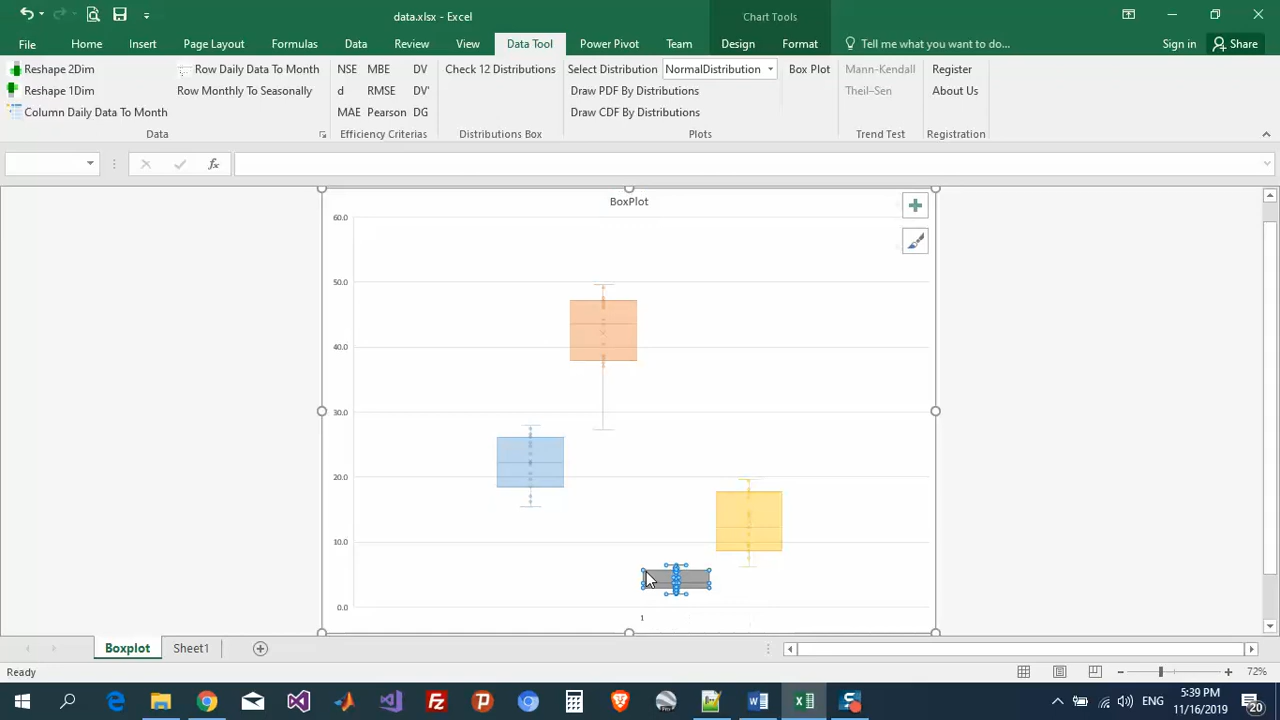 data.xlsx - Excel
Chart Tools
File
Home
Insert
Page Layout
Formulas
Data
Review
View
Data Tool
Power Pivot
Team
Design
Format
Tell me what you want to do...
Sign in
Share
Reshape 2Dim
Row Daily Data To Month
NSE
MBE
DV
Check 12 Distributions
Select Distribution
NormalDistribution
Box Plot
Mann-Kendall
Register
Reshape 1Dim
Row Monthly To Seasonally
d
RMSE
DV'
Draw PDF By Distributions
Theil–Sen
About Us
Column Daily Data To Month
MAE
Pearson
DG
Draw CDF By Distributions
Data
Efficiency Criterias
Distributions Box
Plots
Trend Test
Registration
fx
BoxPlot
60.0
50.0
40.0
30.0
20.0
10.0
0.0
1
Boxplot
Sheet1
Ready
72%
ENG
5:39 PM
11/16/2019
20